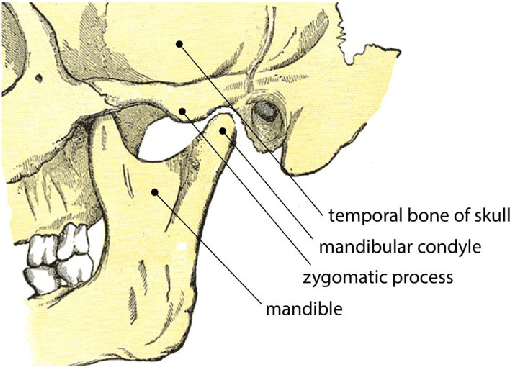 temporal bone of skull
mandibular condyle
zygomatic process
mandible